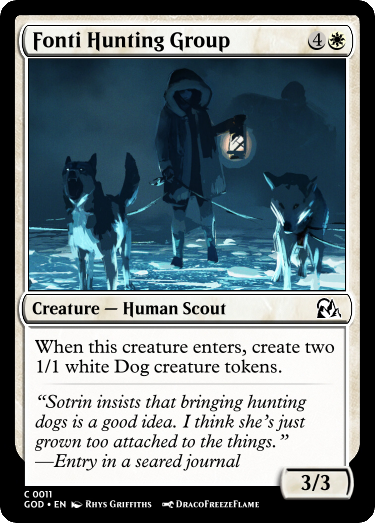 Fonti Hunting Group 4
Creature — Human Scout
When this creature enters, create two
1/1 white Dog creature tokens.
“Sotrin insists that bringing hunting
dogs is a good idea. I think she's just
grown too attached to the things.”
—Entry in a seared journal
3/3
C 0011
GOD • EN Rhys Griffiths DracoFreezeFlame